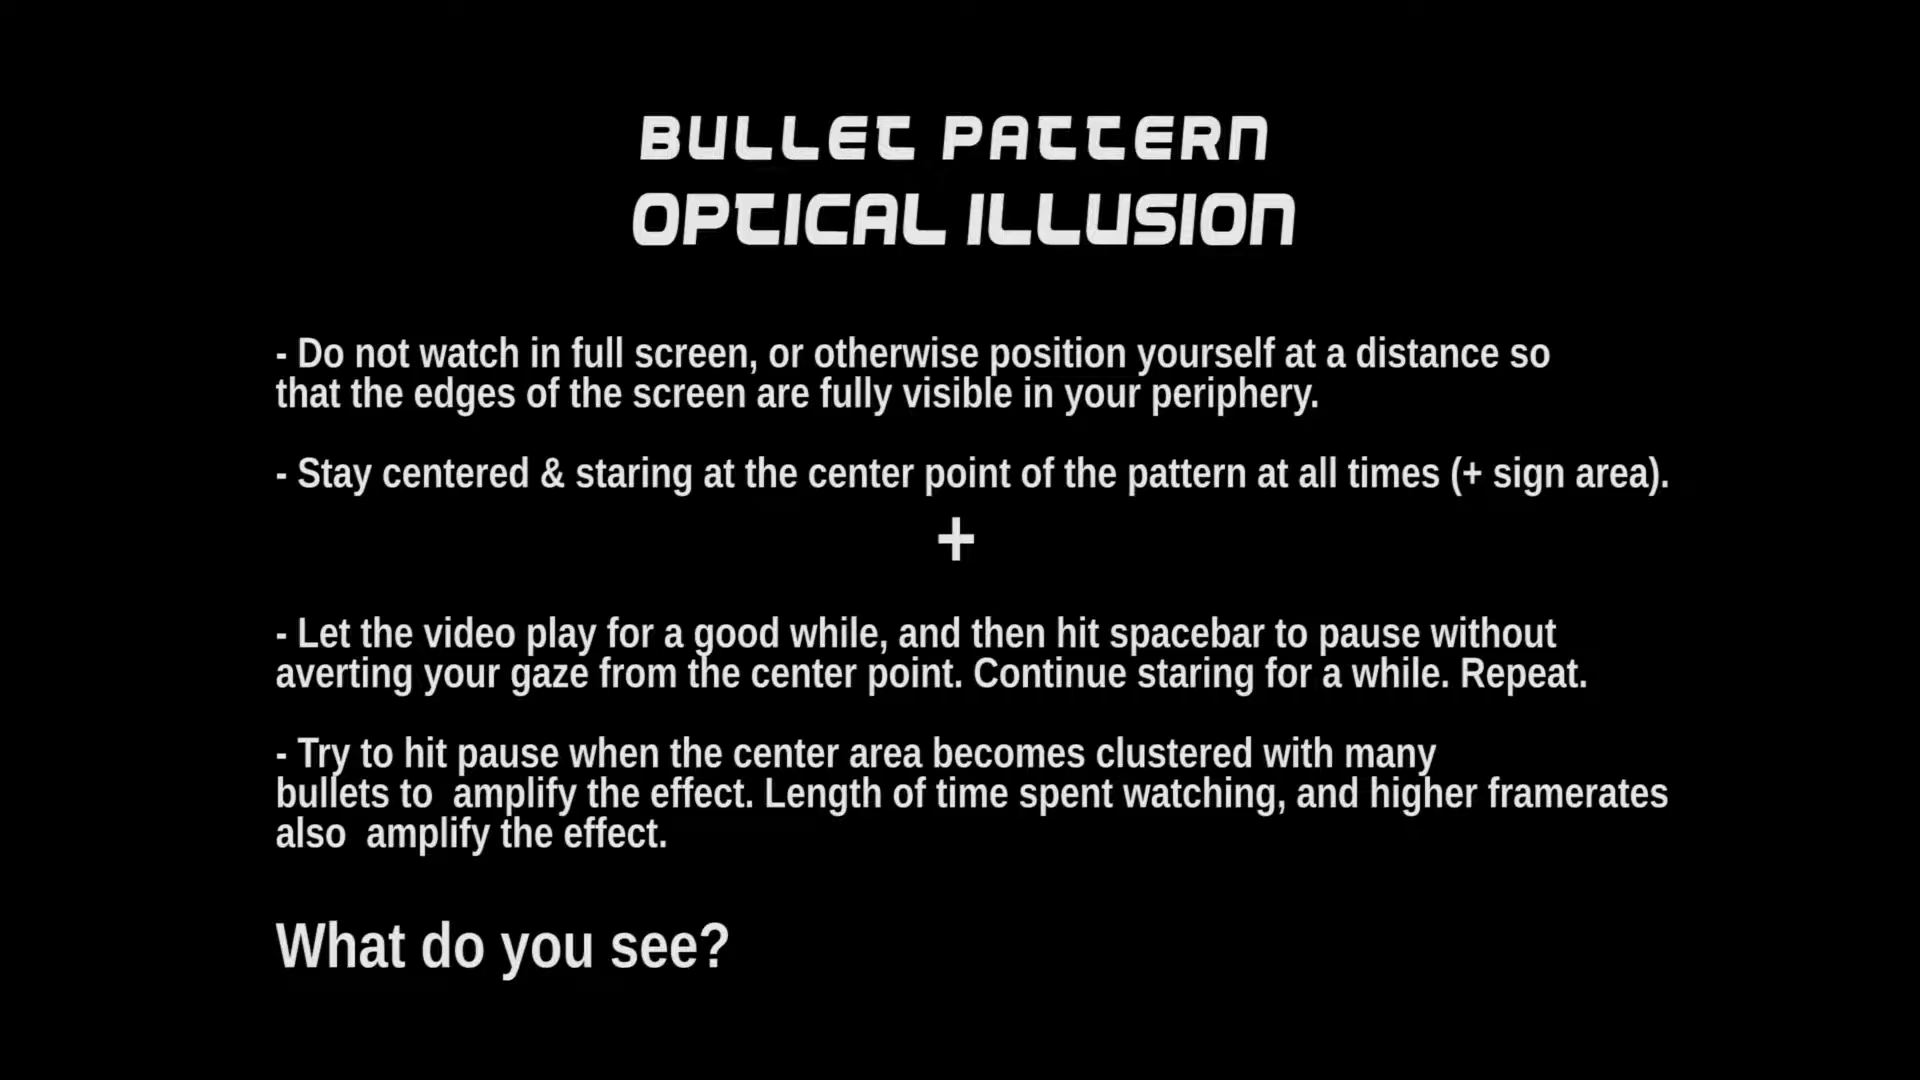 BULLET PATTERN
OPTICAL ILLUSION
- Do not watch in full screen, or otherwise position yourself at a distance so
that the edges of the screen are fully visible in your periphery.
- Stay centered & staring at the center point of the pattern at all times (+ sign area).
+
- Let the video play for a good while, and then hit spacebar to pause without
averting your gaze from the center point. Continue staring for a while. Repeat.
- Try to hit pause when the center area becomes clustered with many
bullets to  amplify the effect. Length of time spent watching, and higher framerates
also  amplify the effect.
What do you see?